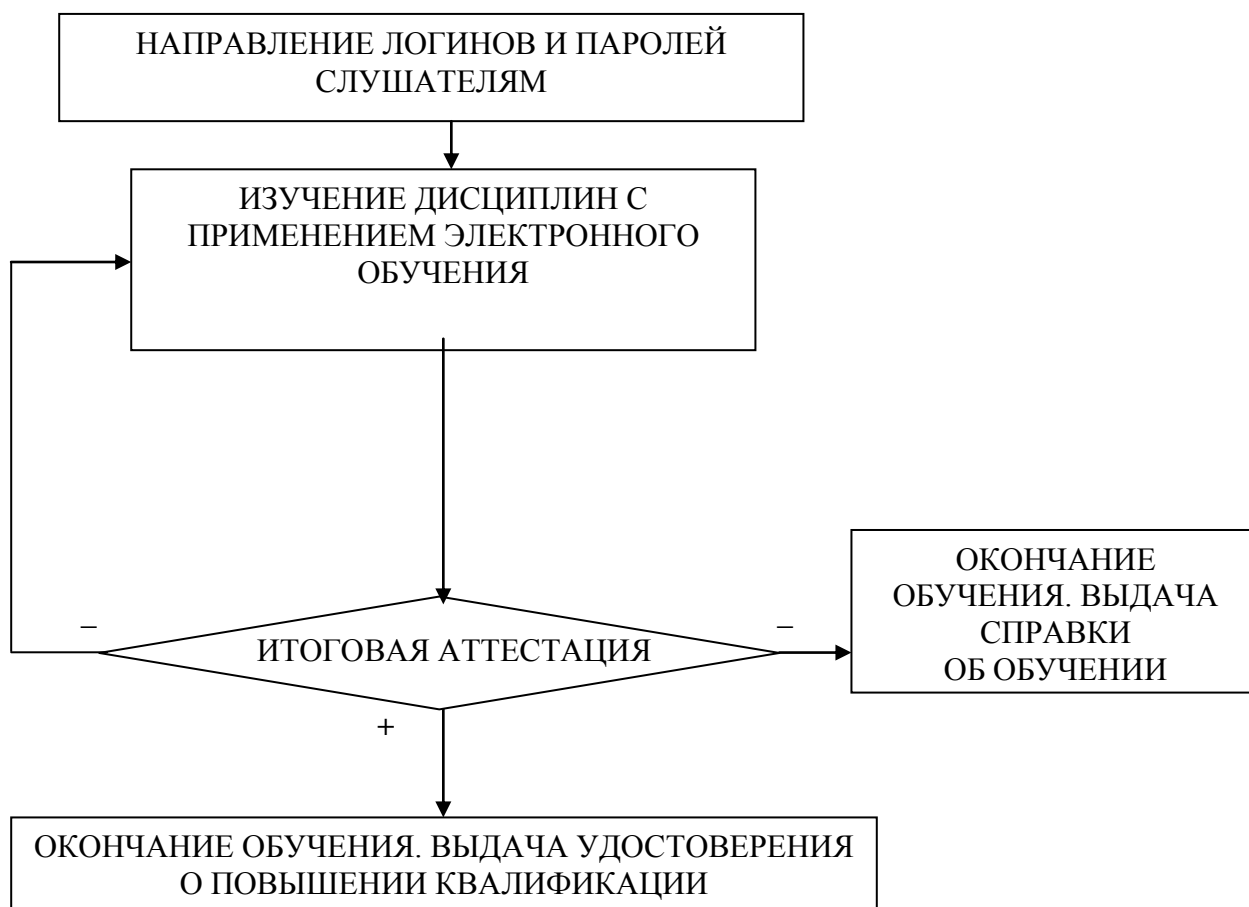 НАПРАВЛЕНИЕ ЛОГИНОВ И ПАРОЛЕЙ
СЛУШАТЕЛЯМ
ИЗУЧЕНИЕ ДИСЦИПЛИН С
ПРИМЕНЕНИЕМ ЭЛЕКТРОННОГО
ОБУЧЕНИЯ
ОКОНЧАНИЕ
ОБУЧЕНИЯ. ВЫДАЧА
СПРАВКИ
ОБ ОБУЧЕНИИ
–
ИТОГОВАЯ АТТЕСТАЦИЯ
–
+
ОКОНЧАНИЕ ОБУЧЕНИЯ. ВЫДАЧА УДОСТОВЕРЕНИЯ
О ПОВЫШЕНИИ КВАЛИФИКАЦИИ